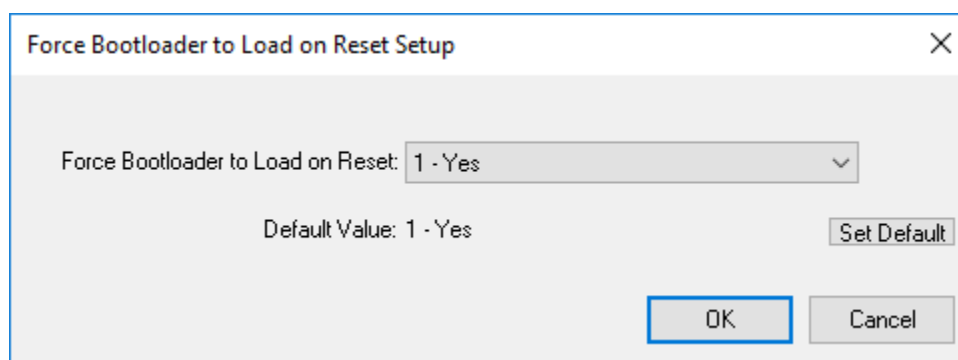 Force Bootloader to Load on Reset Setup
Force Bootloader to Load on Reset: 1 - Yes
Default Value: 1 - Yes Set Default
OK Cancel